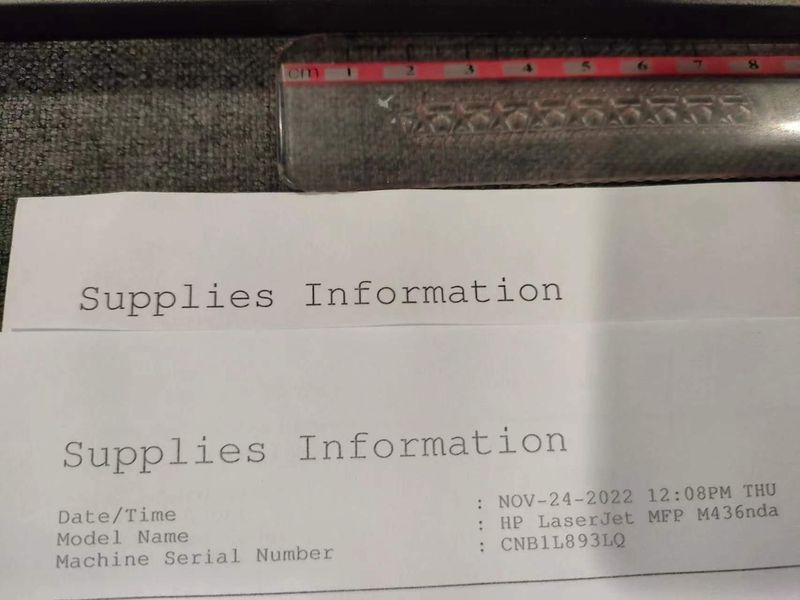 cm 1 2 3 4 5 6 7 8
Supplies Information
Supplies Information
Date/Time : NOV-24-2022 12:08PM THU
Model Name : HP LaserJet MFP M436nda
Machine Serial Number : CNB1L893LQ